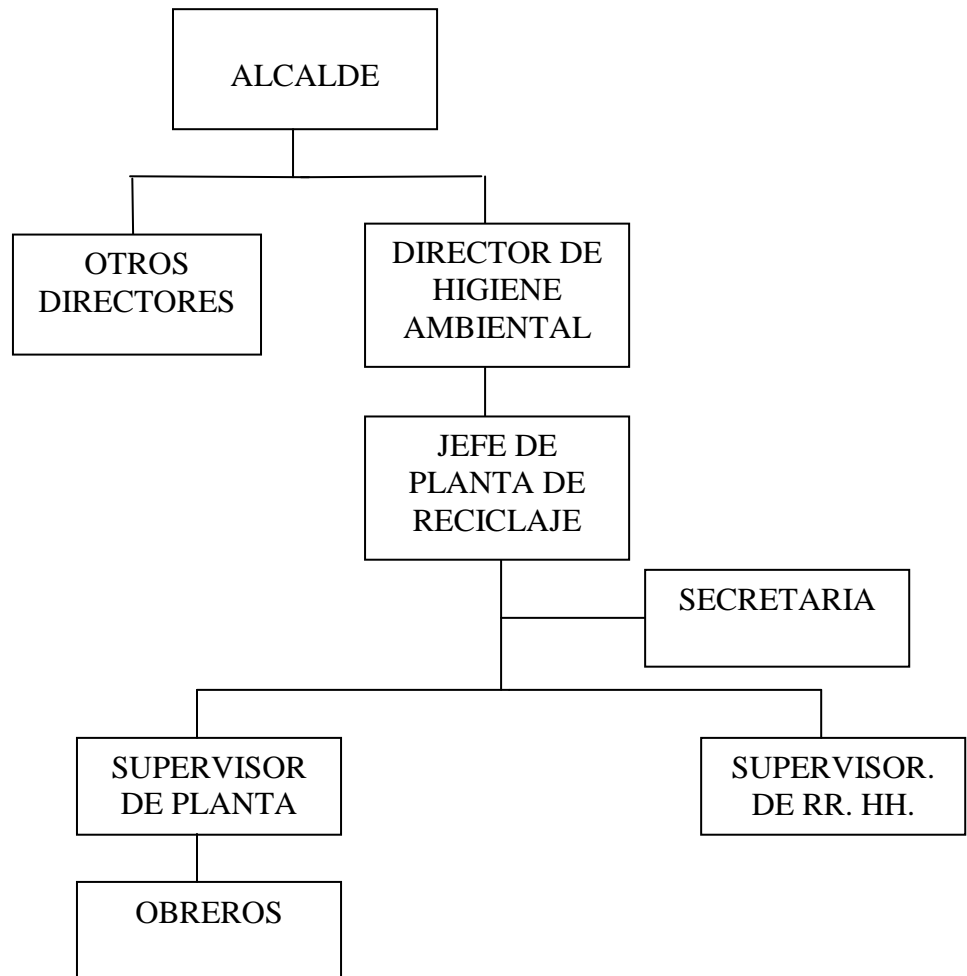 ALCALDE
OTROS
DIRECTORES
DIRECTOR DE
HIGIENE
AMBIENTAL
JEFE DE
PLANTA DE
RECICLAJE
SECRETARIA
SUPERVISOR
DE PLANTA
SUPERVISOR.
DE RR. HH.
OBREROS